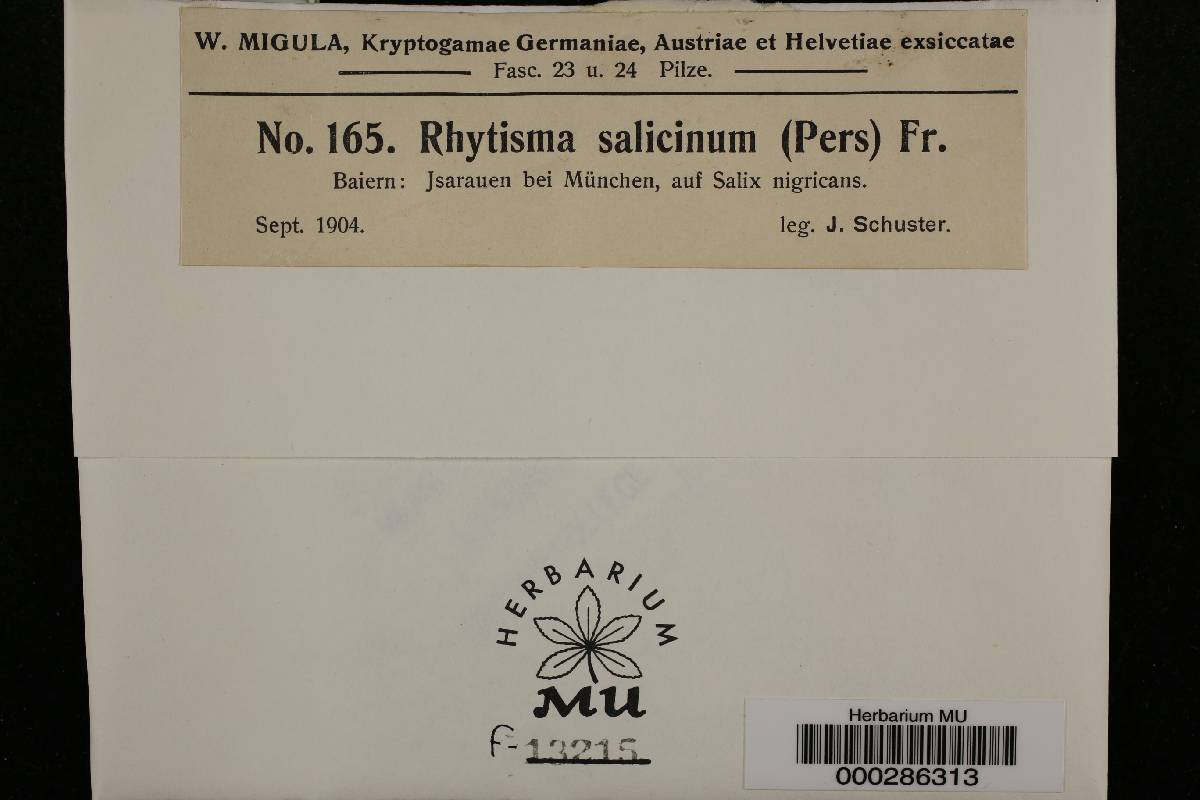 W. MIGULA, Kryptogamae Germaniae, Austriae et Helvetiae exsiccatae
Fasc. 23 u. 24 Pilze.
No. 165. Rhytisma salicinum (Pers) Fr.
Baiern: Jsarauen bei München, auf Salix nigricans.
Sept. 1904. leg. J. Schuster.
HERBARIUM
MU
F-13215
Herbarium MU
000286313